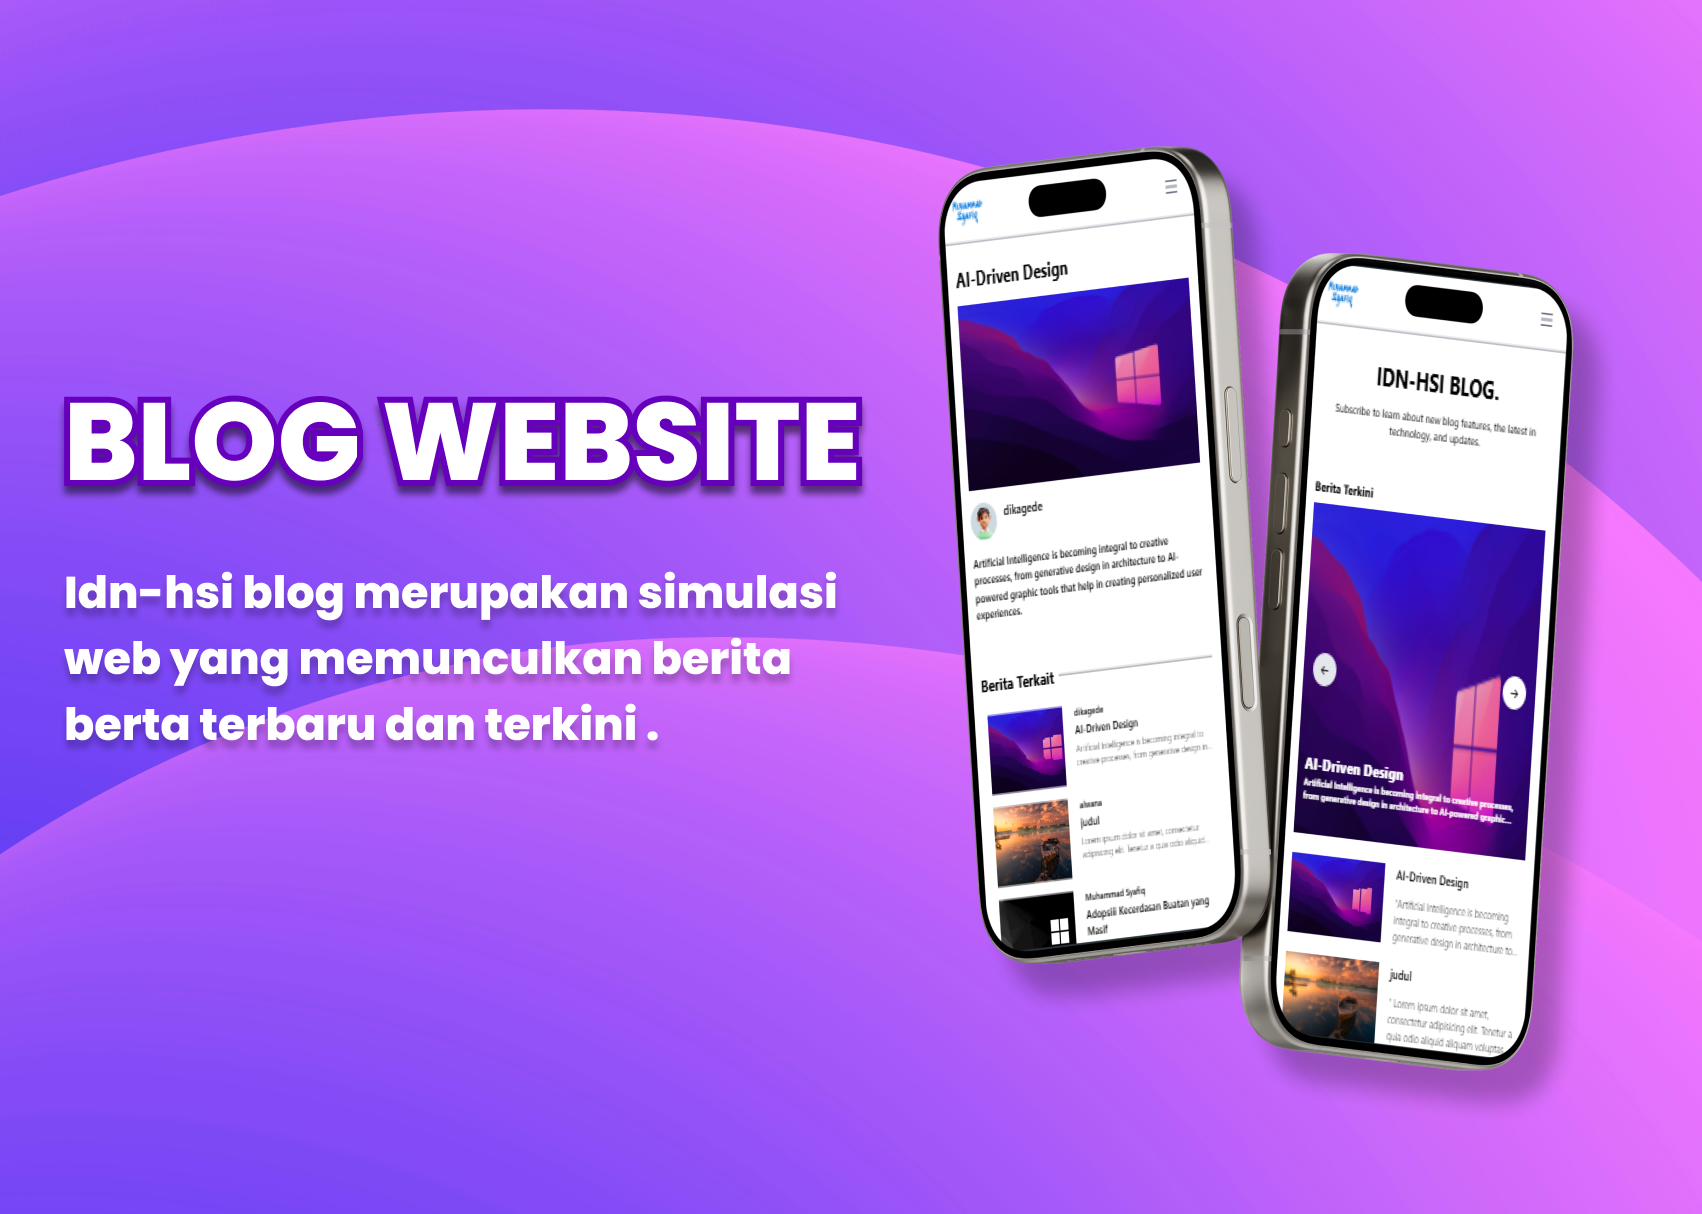 BLOG WEBSITE
Idn-hsi blog merupakan simulasi
web yang memunculkan berita
berta terbaru dan terkini .
Muhammad
Syafiq
AI-Driven Design
dikagede
Artificial Intelligence is becoming integral to creative
processes, from generative design in architecture to AI-
powered graphic tools that help in creating personalized user
experiences.
Berita Terkait
dikagede
AI-Driven Design
Artificial Intelligence is becoming integral to
creative processes, from generative design in...
alwana
judul
Lorem ipsum dolor sit amet, consectetur
adipisicing elit. Tenetur a quia odio aliquid...
Muhammad Syafiq
Adopsili Kecerdasan Buatan yang
Masif
Muhammad
Syafiq
IDN-HSI BLOG.
Subscribe to learn about new blog features, the latest in
technology, and updates.
Berita Terkini
AI-Driven Design
Artificial Intelligence is becoming integral to creative processes,
from generative design in architecture to AI-powered graphic...
AI-Driven Design
"Artificial Intelligence is becoming
integral to creative processes, from
generative design in architecture to...
judul
" Lorem ipsum dolor sit amet,
consectetur adipisicing elit. Tenetur a
quia odio aliquid aliquam voluptas